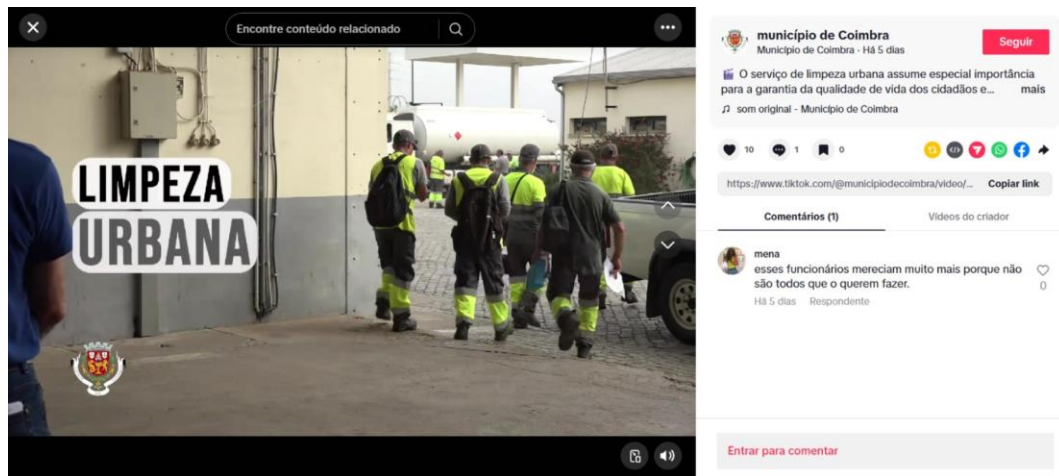 Encontre conteúdo relacionado
LIMPEZA
URBANA
município de Coimbra
Município de Coimbra · Há 5 dias
Seguir
🎬 O serviço de limpeza urbana assume especial importância
para a garantia da qualidade de vida dos cidadãos e... mais
♫ som original - Município de Coimbra
10 1 0
https://www.tiktok.com/@municipiodecoimbra/video/... Copiar link
Comentários (1) Vídeos do criador
mena
esses funcionários mereciam muito mais porque não
são todos que o querem fazer.
0
Há 5 dias Respondente
Entrar para comentar